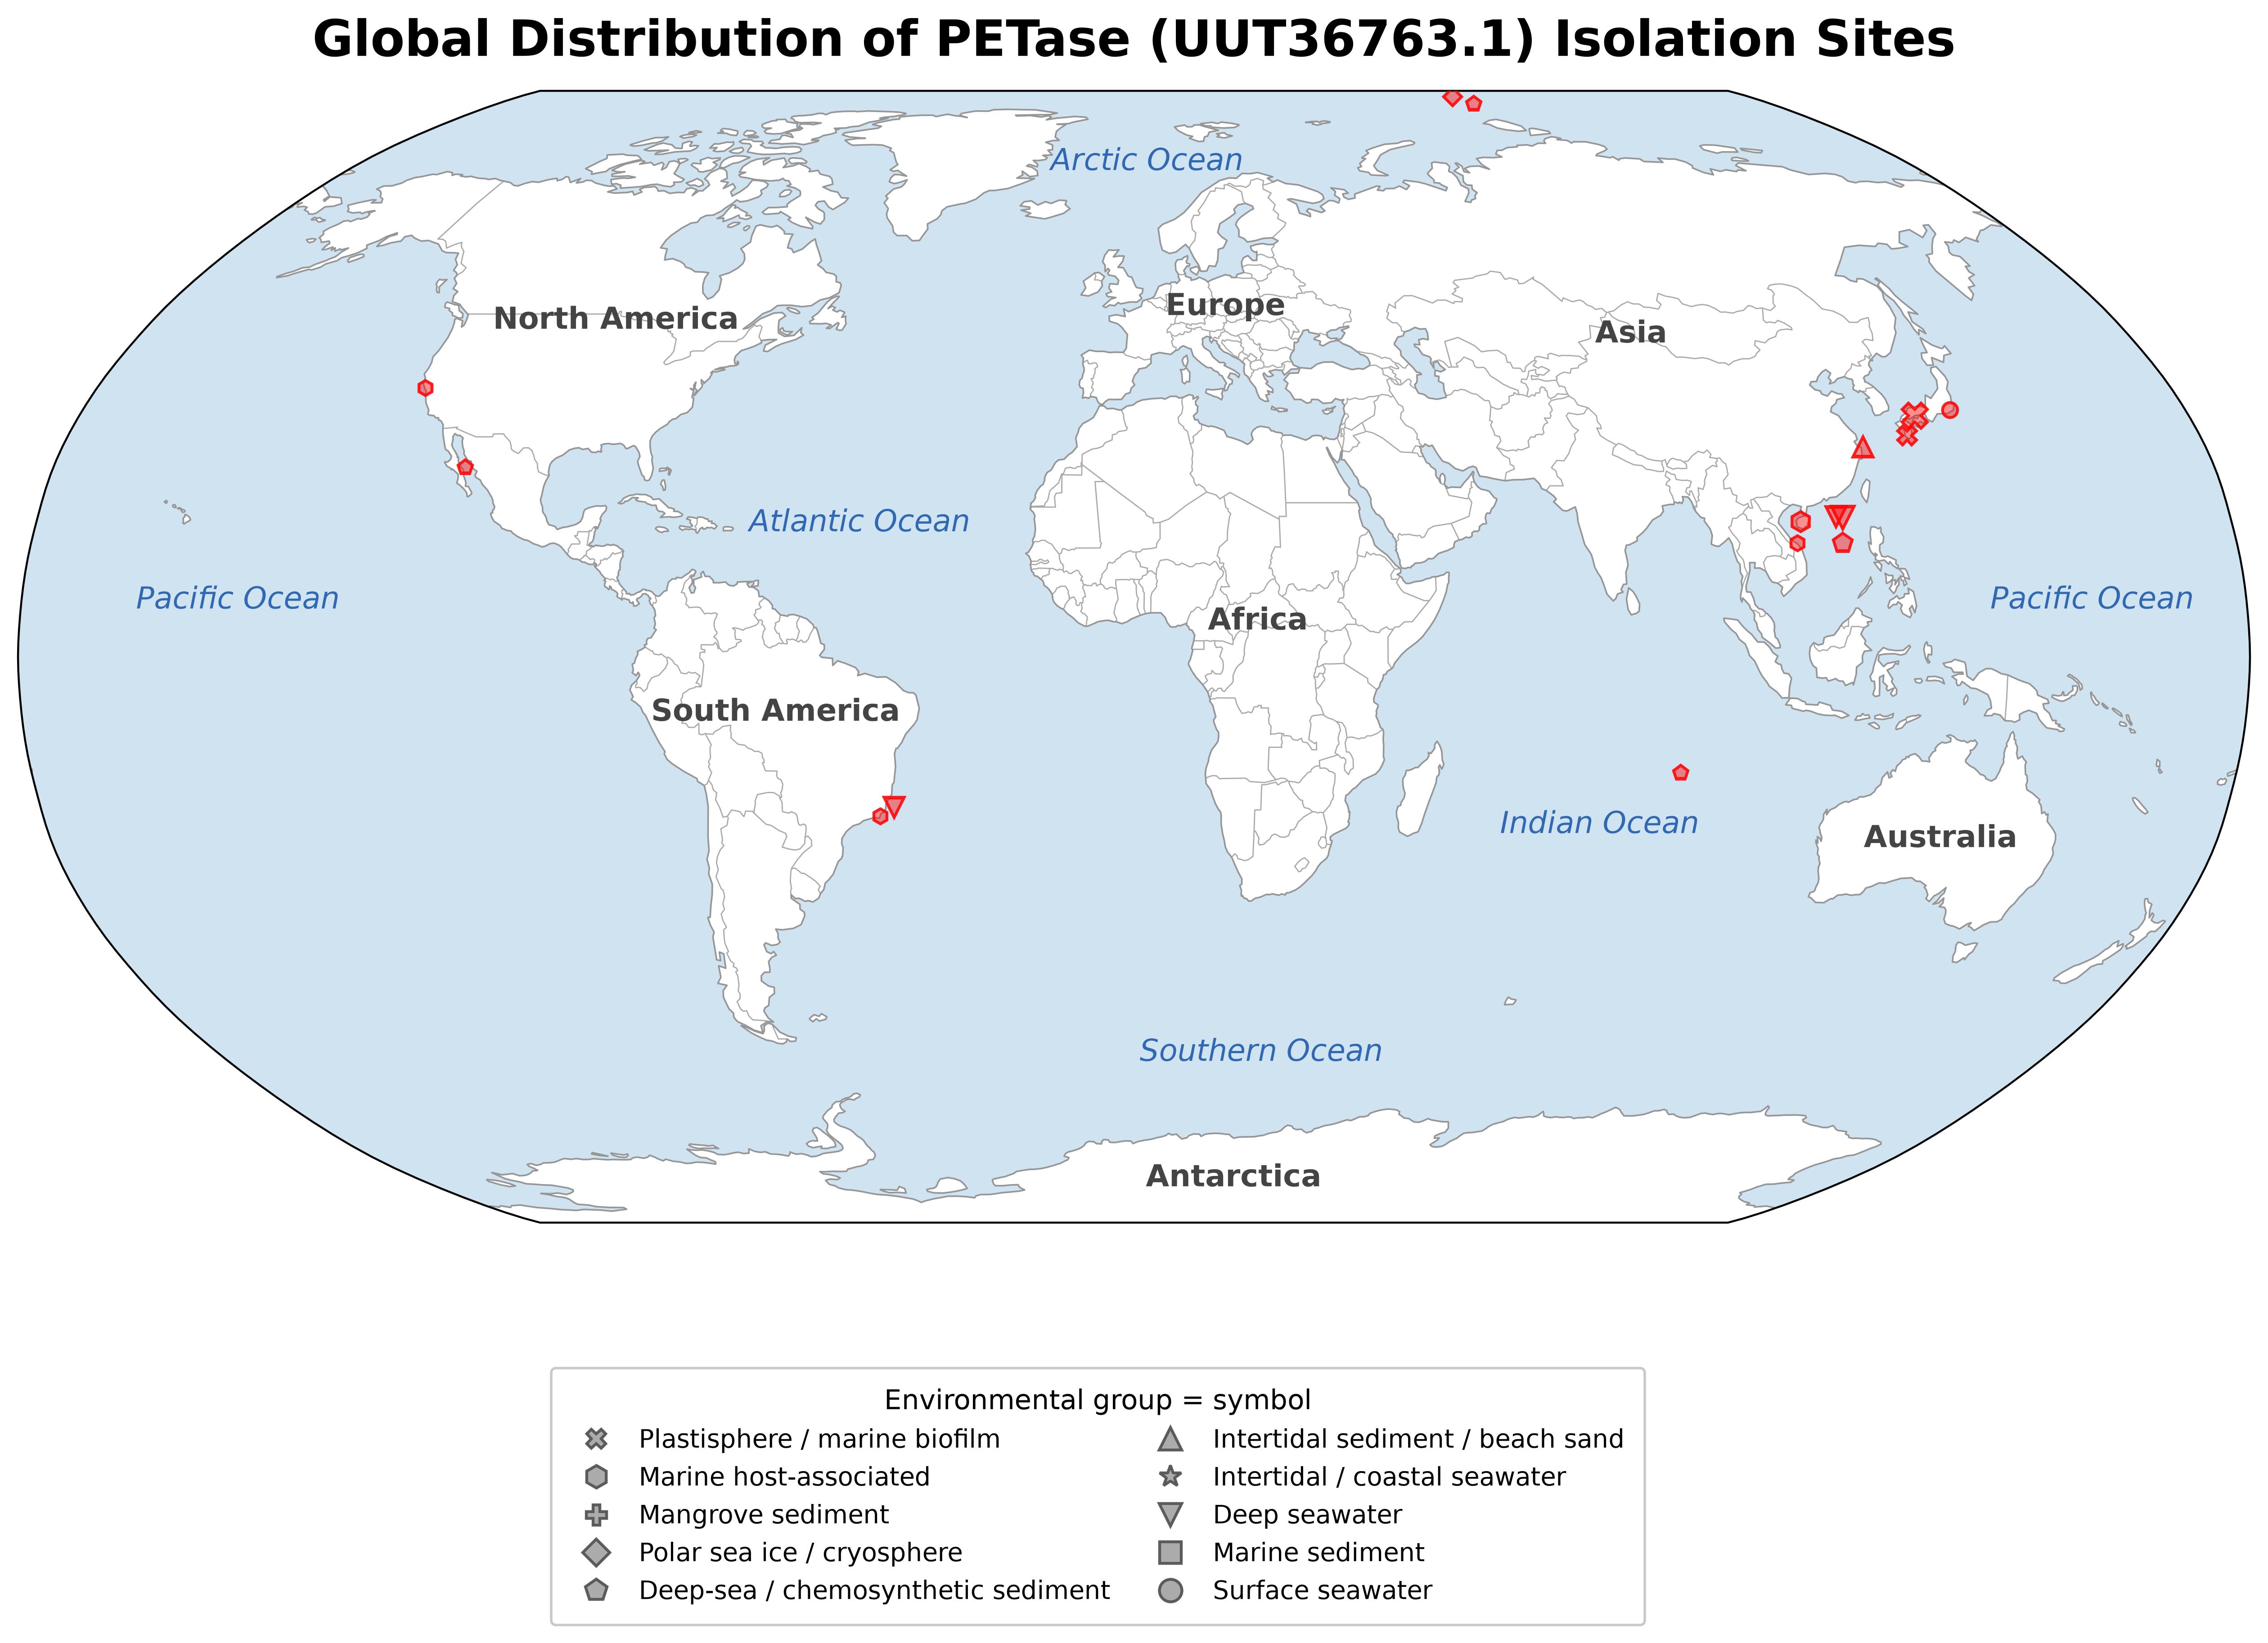 Global Distribution of PETase (UUT36763.1) Isolation Sites
Arctic Ocean
North America
Europe
Asia
Atlantic Ocean
Pacific Ocean
Pacific Ocean
Africa
South America
Indian Ocean
Australia
Southern Ocean
Antarctica
Environmental group = symbol
Plastisphere / marine biofilm
Marine host-associated
Mangrove sediment
Polar sea ice / cryosphere
Deep-sea / chemosynthetic sediment
Intertidal sediment / beach sand
Intertidal / coastal seawater
Deep seawater
Marine sediment
Surface seawater